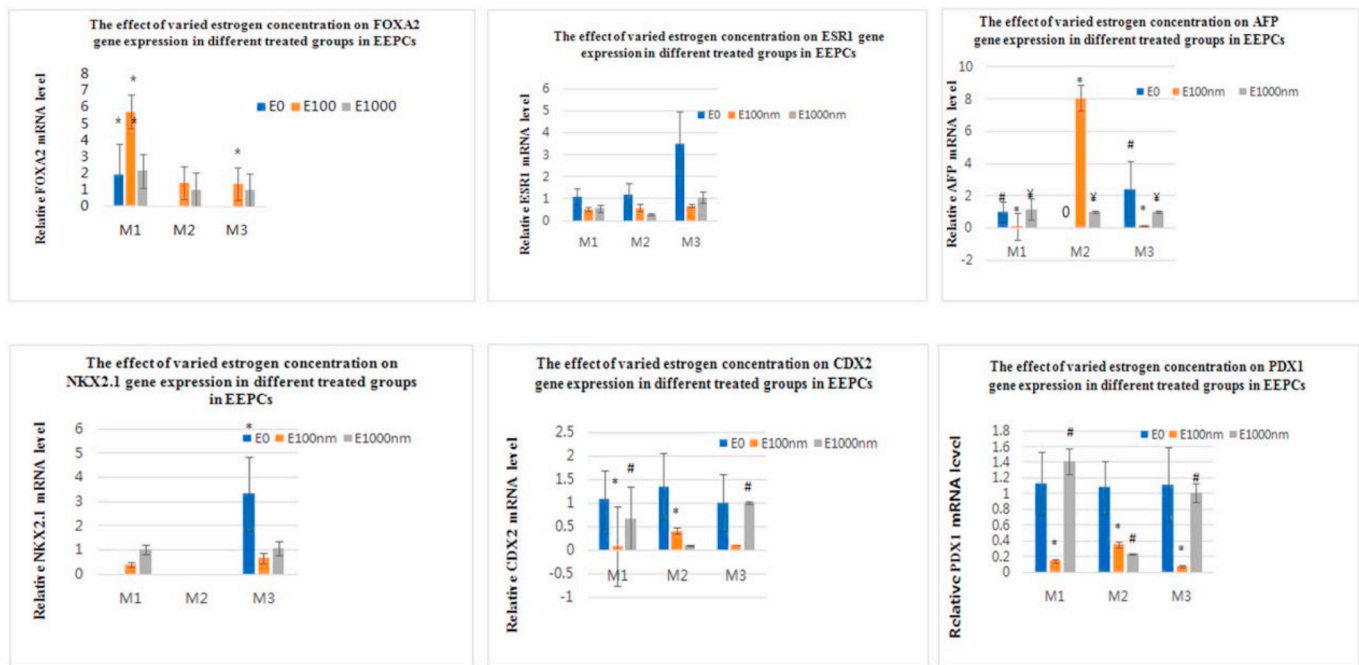 The effect of varied estrogen concentration on FOXA2
gene expression in different treated groups in EEPCs
Relative FOXA2 mRNA level
8
7
6
5
4
3
2
1
0
*
*
*
*
*
E0 E100 E1000
M1 M2 M3
The effect of varied estrogen concentration on ESR1 gene
expression in different treated groups in EEPCs
Relative ESR1 mRNA level
6
5
4
3
2
1
0
E0 E100nm E1000nm
M1 M2 M3
The effect of varied estrogen concentration on AFP
gene expression in different treated groups in EEPCs
Relative AFP mRNA level
10
8
6
4
2
0
-2
E0 E100nm E1000nm
*
#
# * ¥ 0 ¥ * ¥
M1 M2 M3
The effect of varied estrogen concentration on
NKX2.1 gene expression in different treated groups
in EEPCs
Relative NKX2.1 mRNA level
6
5
4
3
2
1
0
E0 E100nm E1000nm
*
M1 M2 M3
The effect of varied estrogen concentration on CDX2
gene expression in different treated groups in EEPCs
Relative CDX2 mRNA level
2.5
2
1.5
1
0.5
0
-0.5
-1
E0 E100nm E1000nm
* # * #
M1 M2 M3
The effect of varied estrogen concentration on PDX1
gene expression in different treated groups in EEPCs
Relative PDX1 mRNA level
1.8
1.6
1.4
1.2
1
0.8
0.6
0.4
0.2
0
E0 E100nm E1000nm
* # * # * #
M1 M2 M3